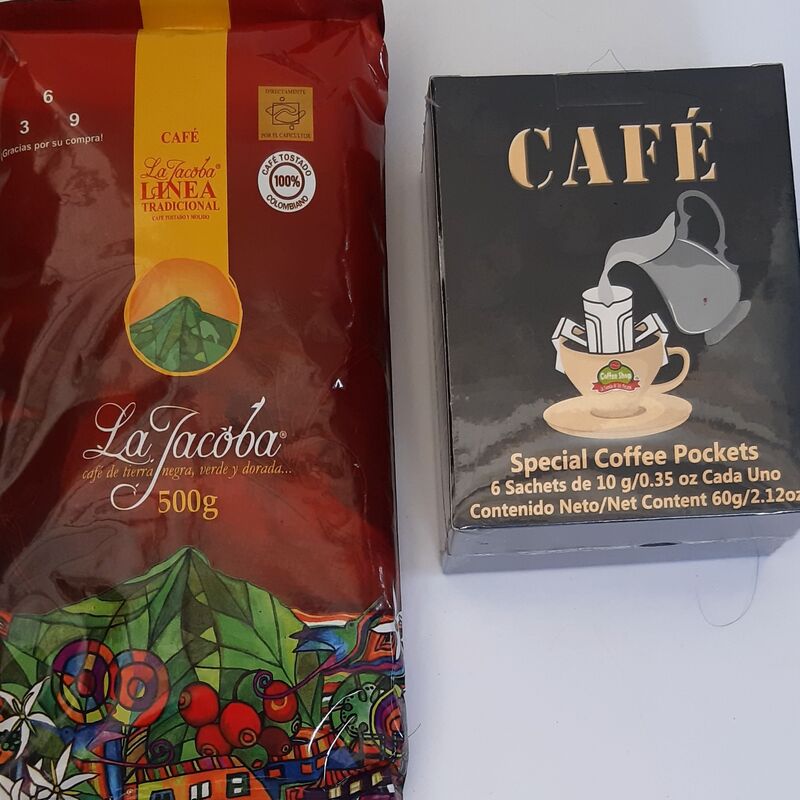 6
3 9
¡Gracias por su compra!
CAFÉ
La Jacoba®
LINEA
TRADICIONAL
CAFE TOSTADO Y MOLIDO
DIRECTAMENTE
POR EL CAFICULTOR
CAFÉ TOSTADO
100%
COLOMBIANO
La Jacoba®
café de tierra negra, verde y dorada...
500g
CAFÉ
Coffee Shop
Special Coffee Pockets
6 Sachets de 10 g/0.35 oz Cada Uno
Contenido Neto/Net Content 60g/2.12oz